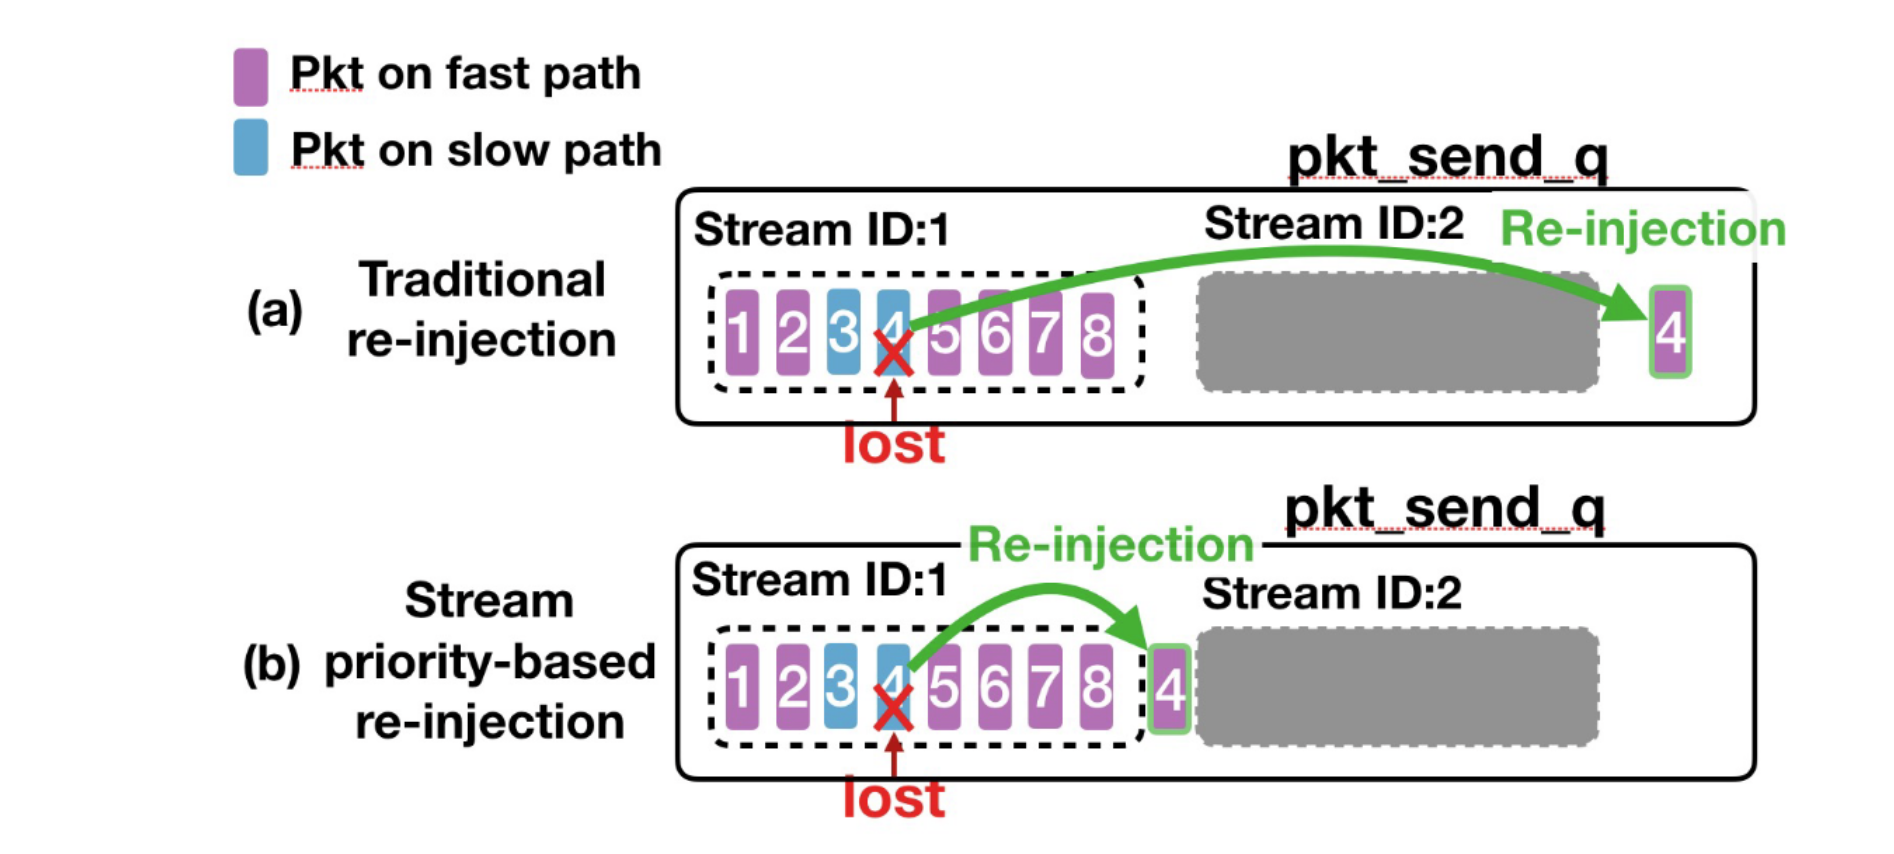 Pkt on fast path
Pkt on slow path
pkt_send_q
Stream ID:1
Stream ID:2
Re-injection
(a)
Traditional
re-injection
1 2 3 4 5 6 7 8
4
lost
pkt_send_q
Re-injection
Stream ID:1
Stream ID:2
(b)
Stream
priority-based
re-injection
1 2 3 4 5 6 7 8
4
lost